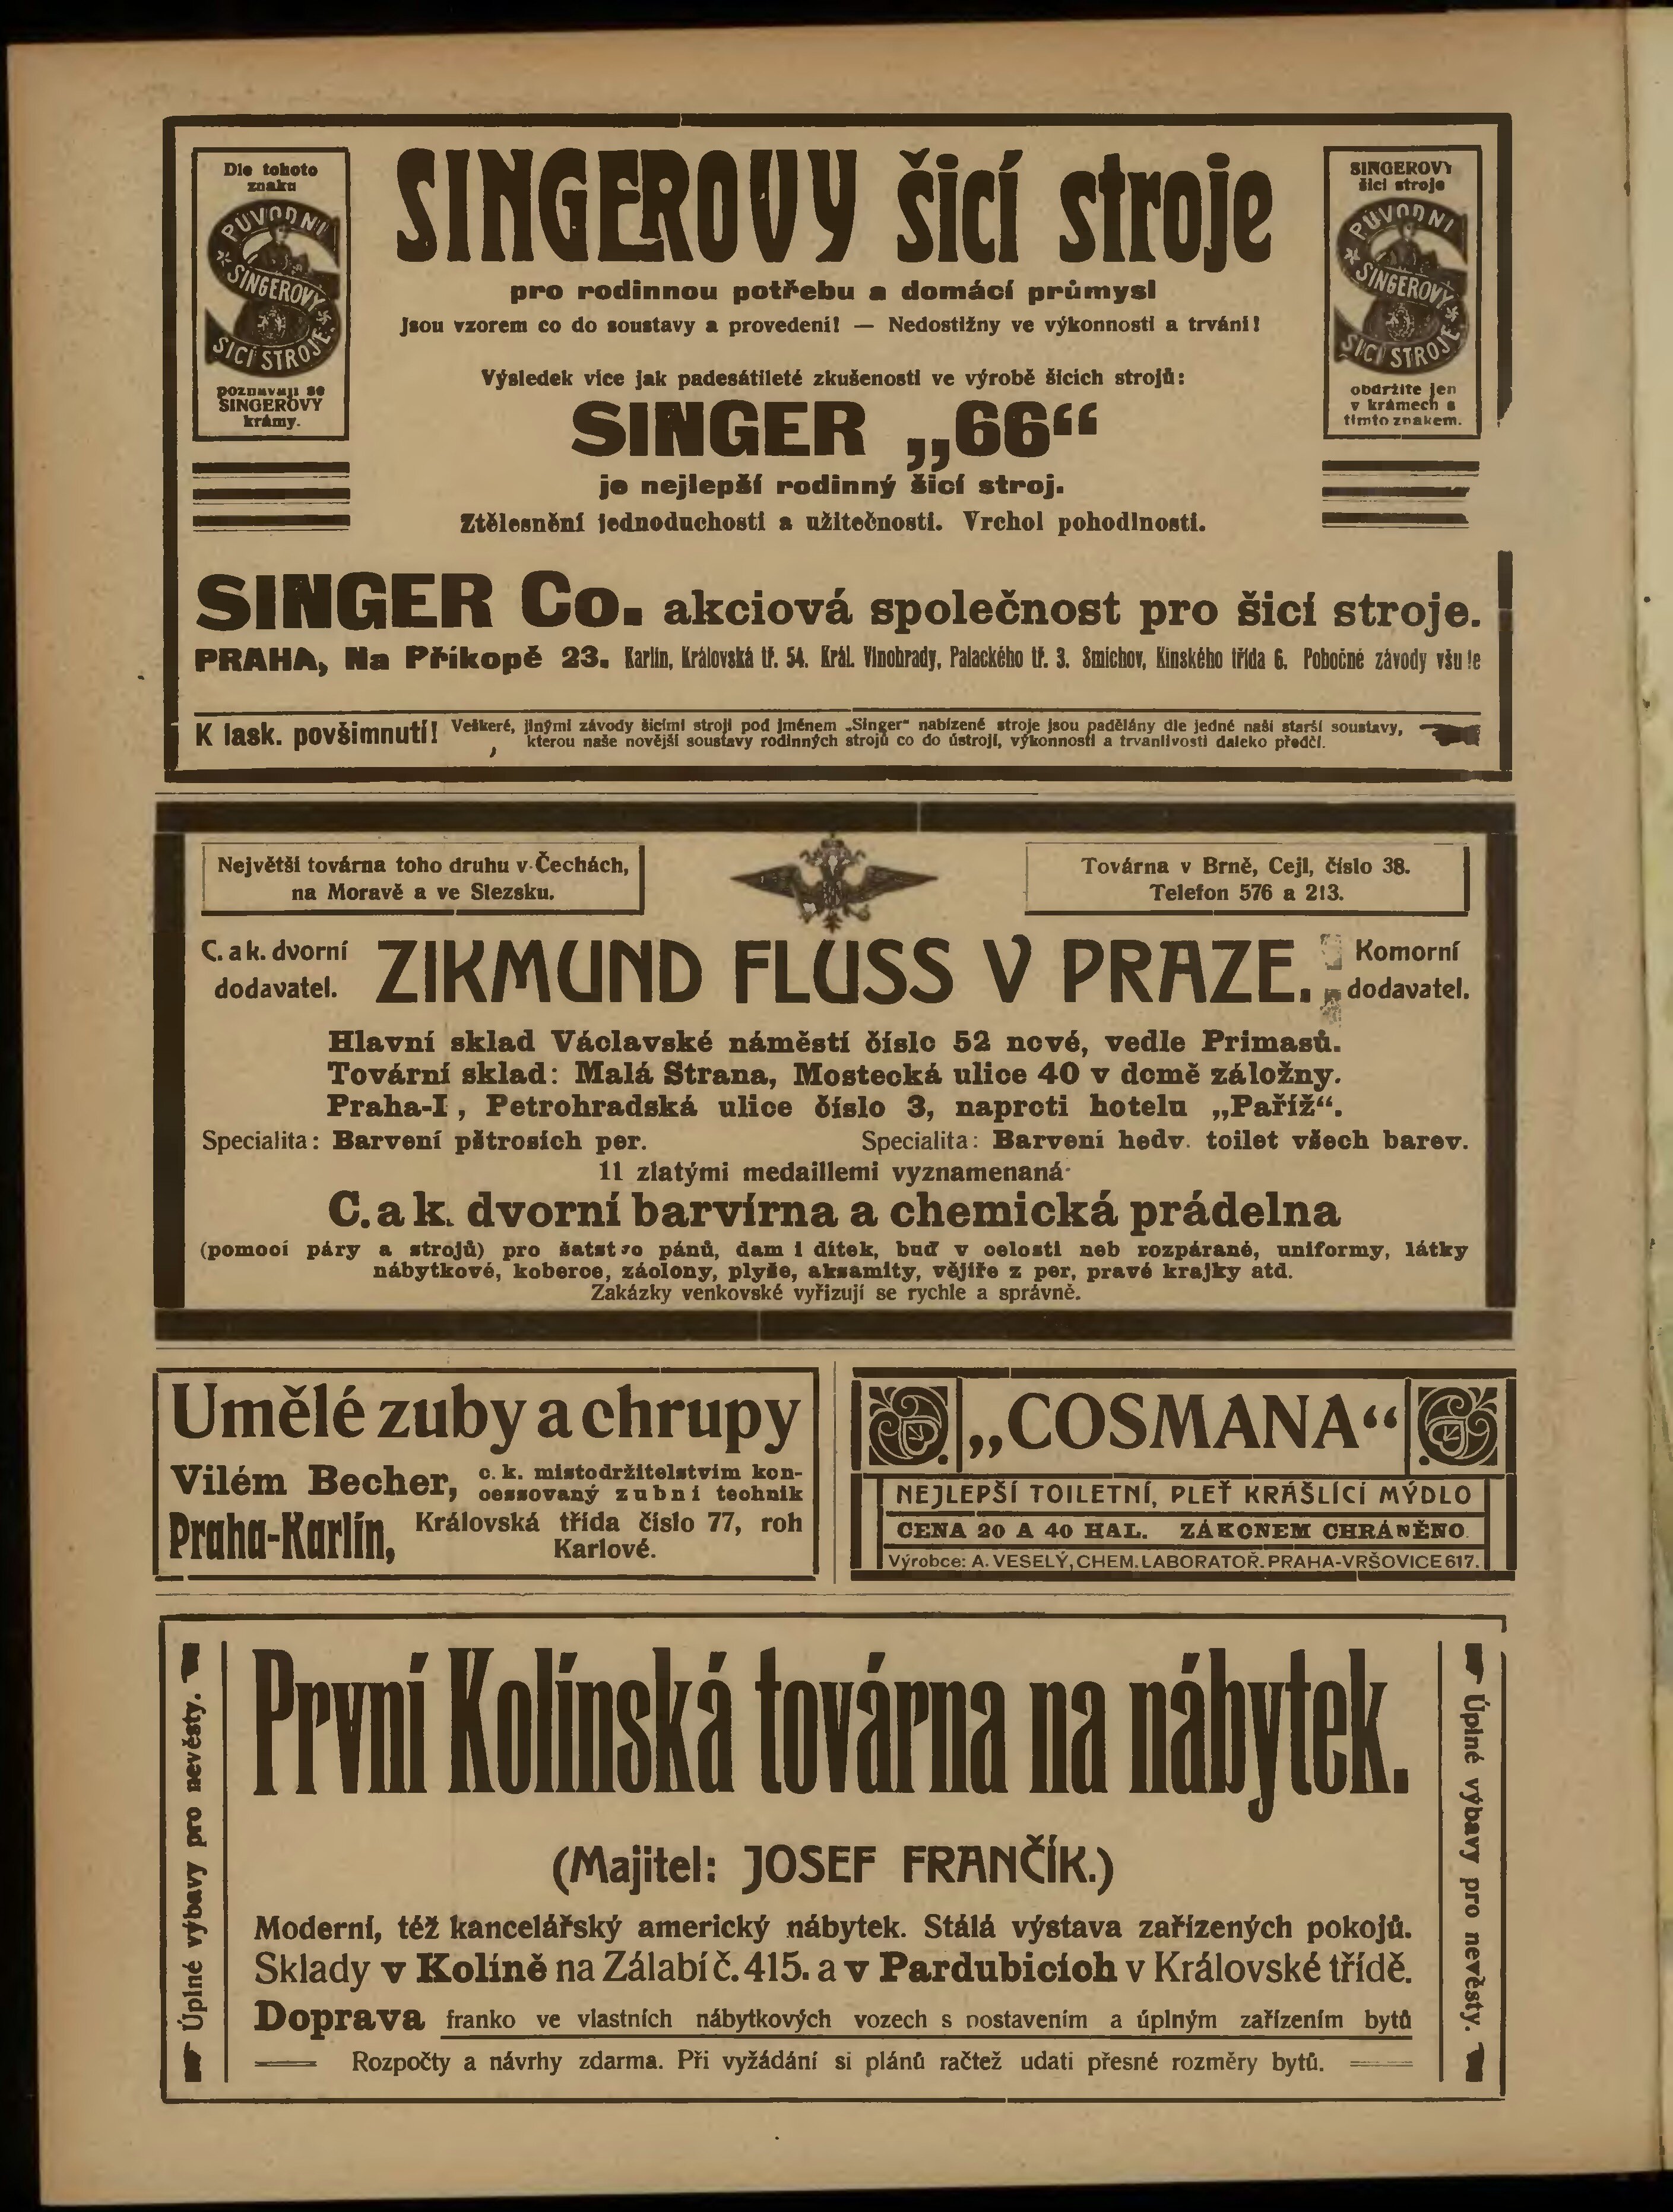 Dle tohoto
znaku
PŮVODNÍ
SINGEROVY
ŠICÍ STROJE
poznávají se
SINGEROVY
krámy.
SINGEROVY šicí stroje
pro rodinnou potřebu a domácí průmysl
Jsou vzorem co do soustavy a provedení! — Nedostižny ve výkonnosti a trvání!
Výsledek více jak padesátileté zkušenosti ve výrobě šicích strojů:
SINGER „66“
je nejlepší rodinný šicí stroj.
Ztělesnění jednoduchosti a užitečnosti. Vrchol pohodlnosti.
SINGEROVY
šicí stroje
PŮVODNÍ
SINGEROVY
ŠICÍ STROJE
obdržíte jen
v krámech s
tímto znakem.
SINGER Co. akciová společnost pro šicí stroje.
PRAHA, Na Příkopě 23. Karlín, Královská tř. 54. Král. Vinohrady, Palackého tř. 3. Smíchov, Kinského třída 6. Pobočné závody
K lask. povšimnutí! Veškeré, jinými závody šicími stroji pod jménem „Singer“ nabízené stroje jsou padělány dle jedné naší starší soustavy,
kterou naše novější soustavy rodinných strojů co do ústrojí, výkonnosti a trvanlivosti daleko předčí.
Největší továrna toho druhu v Čechách,
na Moravě a ve Slezsku.
Továrna v Brně, Cejl, číslo 38.
Telefon 576 a 213.
C. a k. dvorní
dodavatel.
ZIKMUND FLUSS V PRAZE.
Komorní
dodavatel.
Hlavní sklad Václavské náměstí číslo 52 nové, vedle Primasů.
Tovární sklad: Malá Strana, Mostecká ulice 40 v domě záložny.
Praha-I, Petrohradská ulice číslo 3, naproti hotelu „Paříž“.
Specialita: Barvení pštrosích per. Specialita: Barvení hedv. toilet všech barev.
11 zlatými medaillemi vyznamenaná
C. a k. dvorní barvírna a chemická prádelna
(pomocí páry a strojů) pro šatstvo pánů, dam i dítek, buď v celosti neb rozpárané, uniformy, látky
nábytkové, koberce, záclony, plyše, aksamity, vějíře z per, pravé krajky atd.
Zakázky venkovské vyřizují se rychle a správně.
Umělé zuby a chrupy
Vilém Becher, c. k. místodržitelstvím kon-
cessovaný zubní technik
Praha-Karlín, Královská třída číslo 77, roh
Karlové.
„COSMANA“
NEJLEPŠÍ TOILETNÍ, PLEŤ KRÁŠLÍCÍ MÝDLO
CENA 20 A 40 HAL. ZÁKONEM CHRÁNĚNO.
Výrobce: A. VESELÝ, CHEM. LABORATOŘ. PRAHA-VRŠOVICE 617.
Úplné výbavy pro nevěsty.
První Kolínská továrna na nábytek.
(Majitel: JOSEF FRANČÍK.)
Moderní, též kancelářský americký nábytek. Stálá výstava zařízených pokojů.
Sklady v Kolíně na Zálabí č. 415. a v Pardubicích v Královské třídě.
Doprava franko ve vlastních nábytkových vozech s postavením a úplným zařízením bytů
Rozpočty a návrhy zdarma. Při vyžádání si plánů račtež udati přesné rozměry bytů.
Úplné výbavy pro nevěsty.